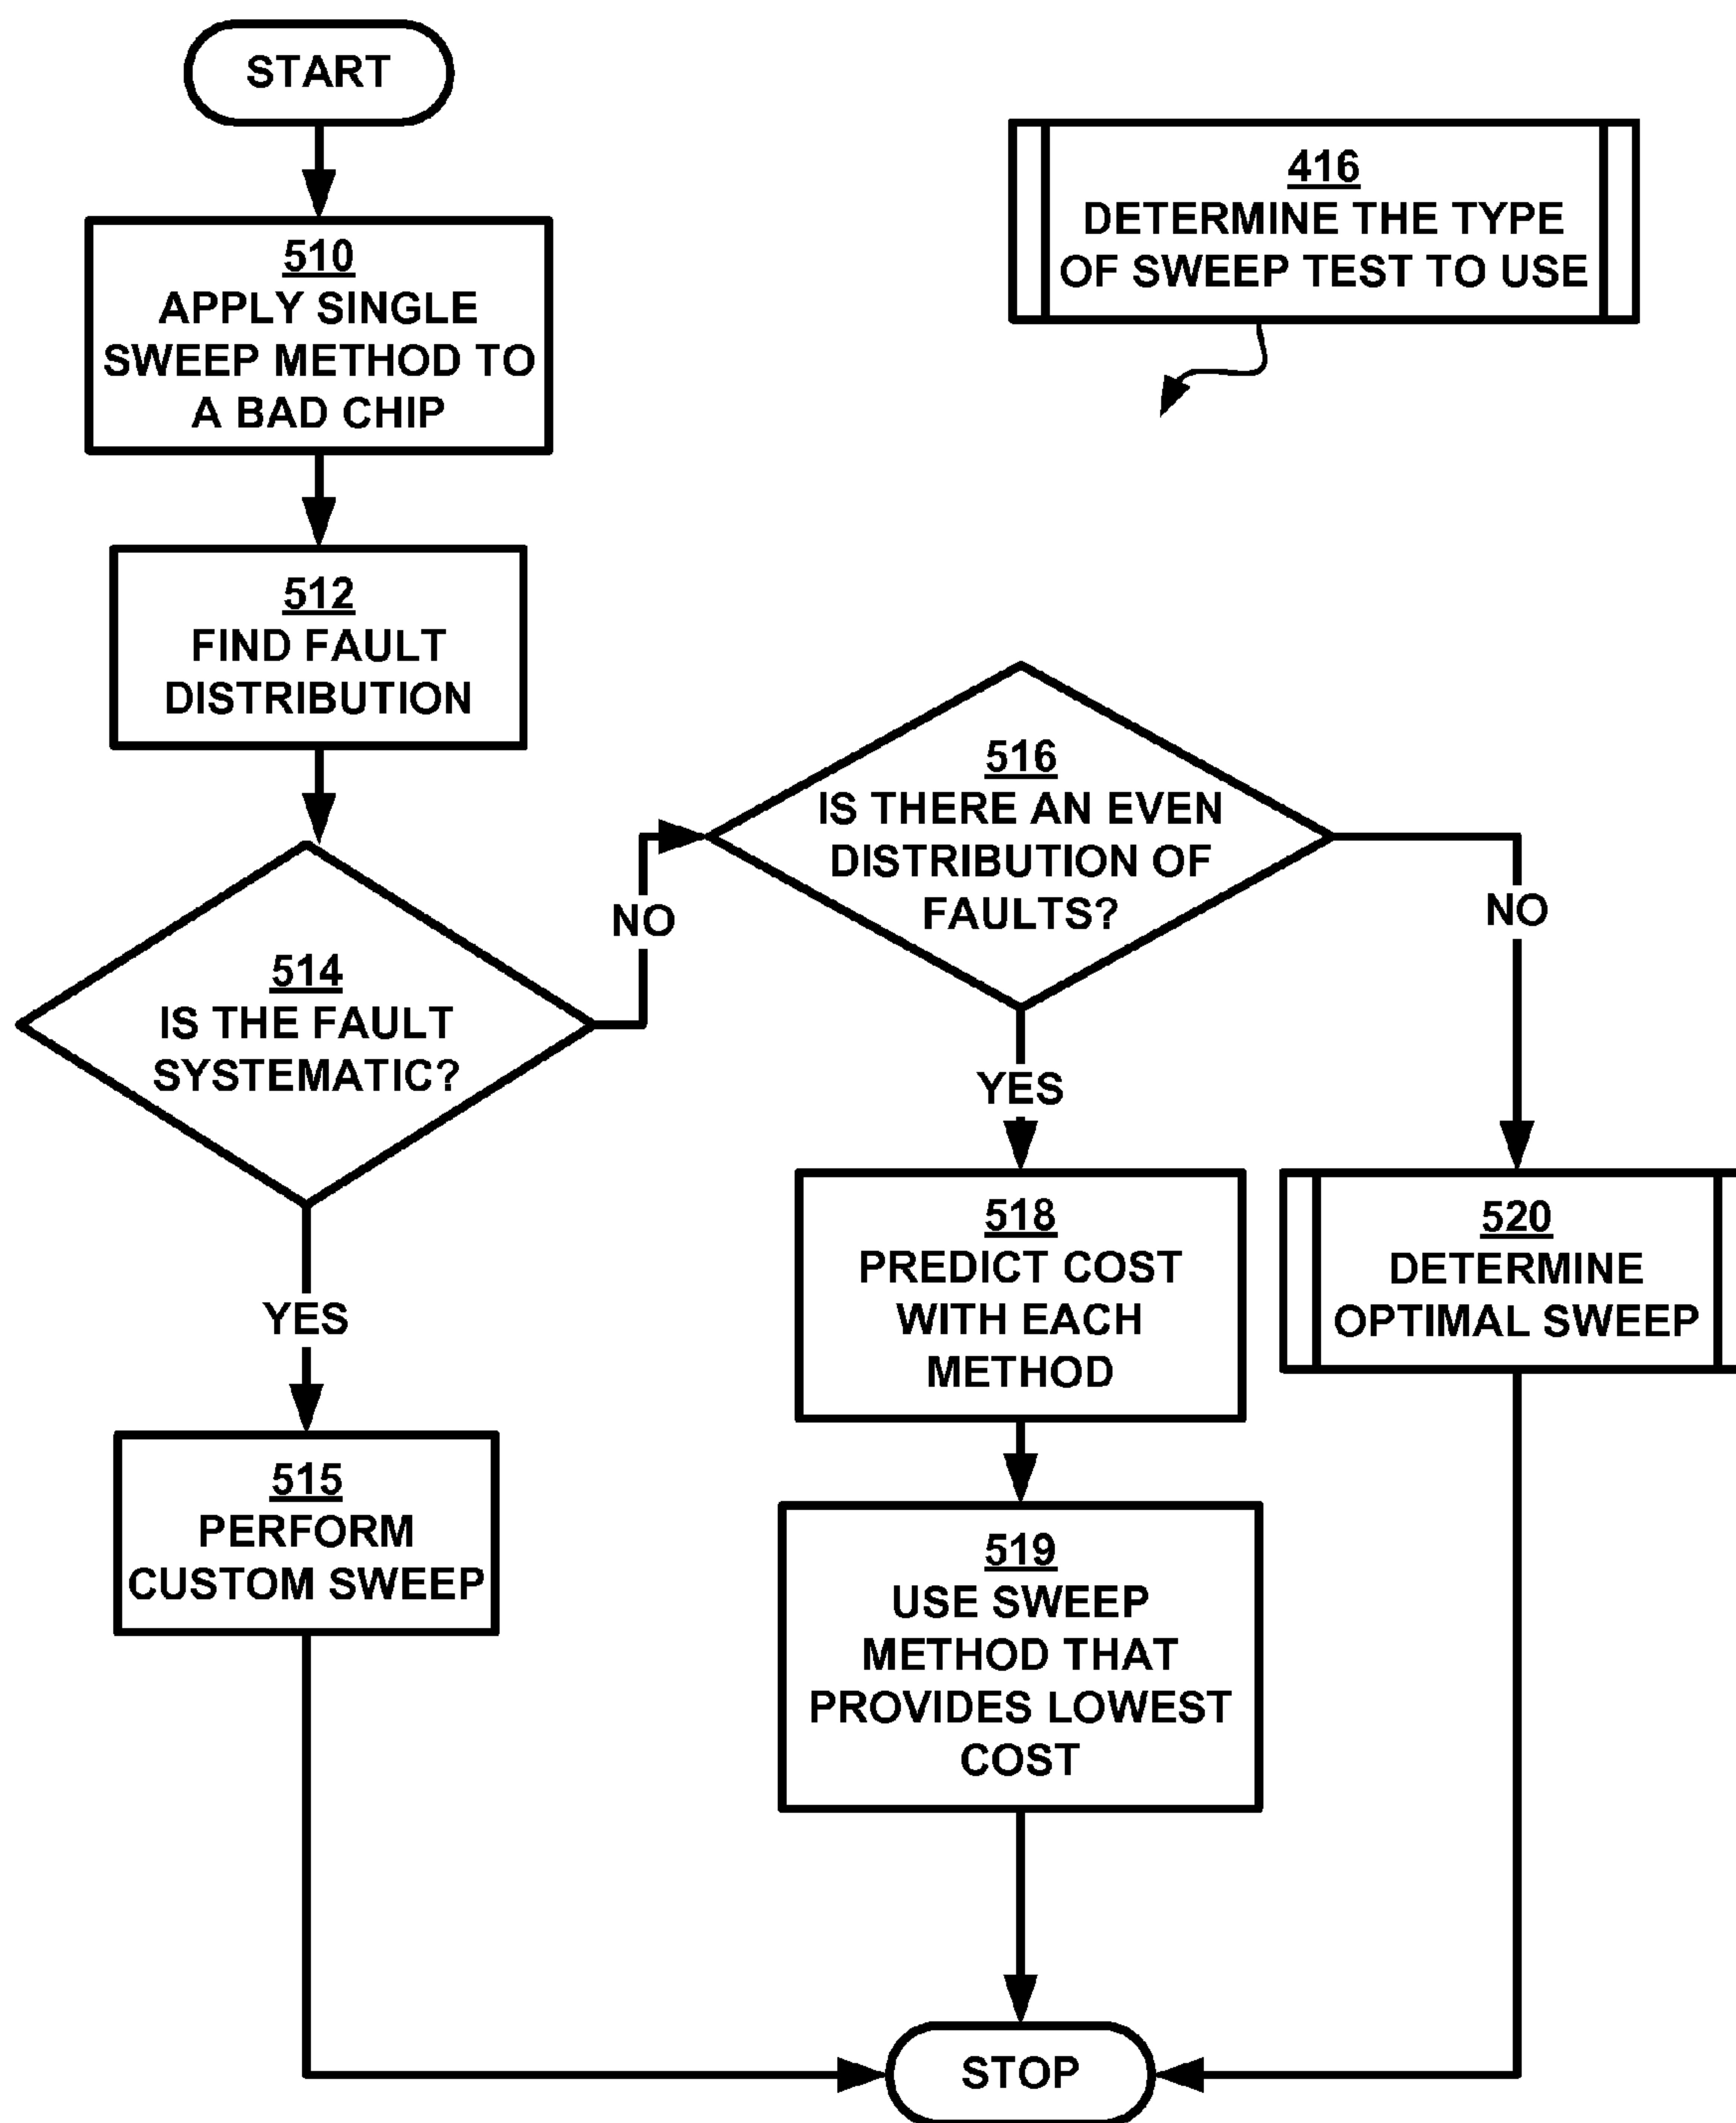 START
416
DETERMINE THE TYPE
OF SWEEP TEST TO USE
510
APPLY SINGLE
SWEEP METHOD TO
A BAD CHIP
512
FIND FAULT
DISTRIBUTION
514
IS THE FAULT
SYSTEMATIC?
NO
516
IS THERE AN EVEN
DISTRIBUTION OF
FAULTS?
NO
YES
YES
515
PERFORM
CUSTOM SWEEP
518
PREDICT COST
WITH EACH
METHOD
520
DETERMINE
OPTIMAL SWEEP
519
USE SWEEP
METHOD THAT
PROVIDES LOWEST
COST
STOP